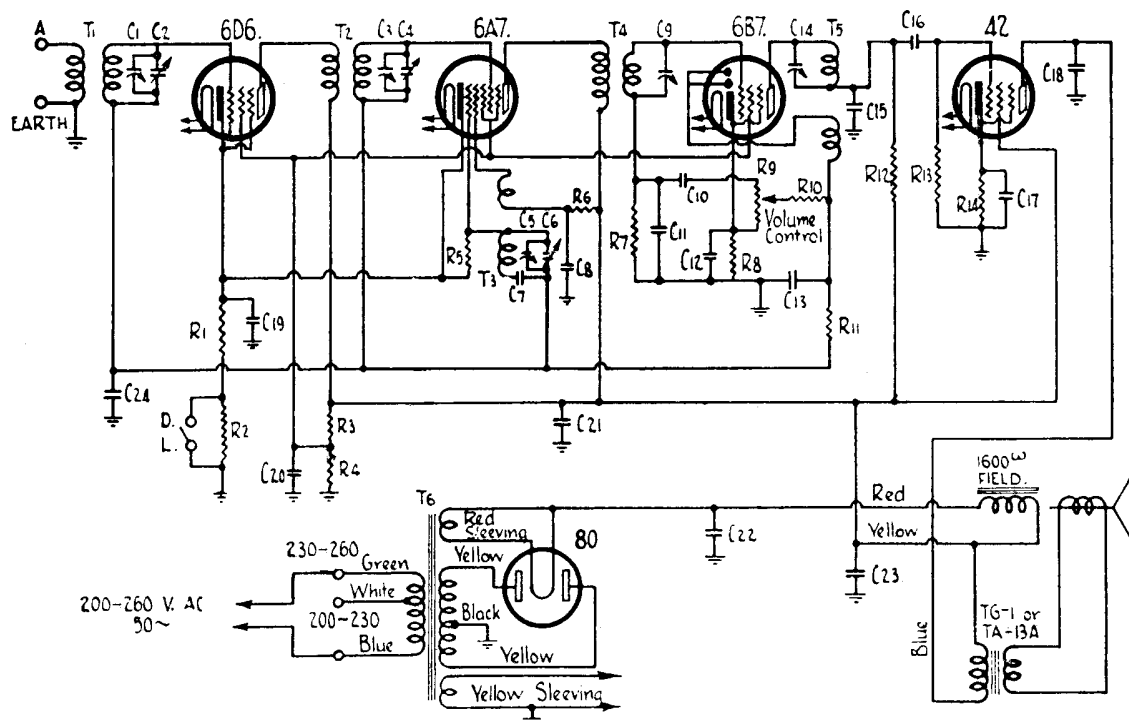 A
T1
C1
C2
6D6.
T2
C3
C4
6A7.
T4
C9
6B7.
C14
T5
C16
42
C18
EARTH
C15
R9
R10
R12
R13
R14
C17
C10
R6
C5
C6
Volume
Control
R7
C11
R5
C8
C12
R8
T3
C7
C13
R1
C19
R11
C24
D.
L.
R2
R3
C21
C20
R4
1600ω
FIELD.
T6
Red
Red
Sleeving
80
Yellow
C22
Yellow
230-260
Green
C23
White
200-260 V. AC
50~
200-230
Black
TG-1 or
TA-13A
Blue
Blue
Yellow
Yellow Sleeving